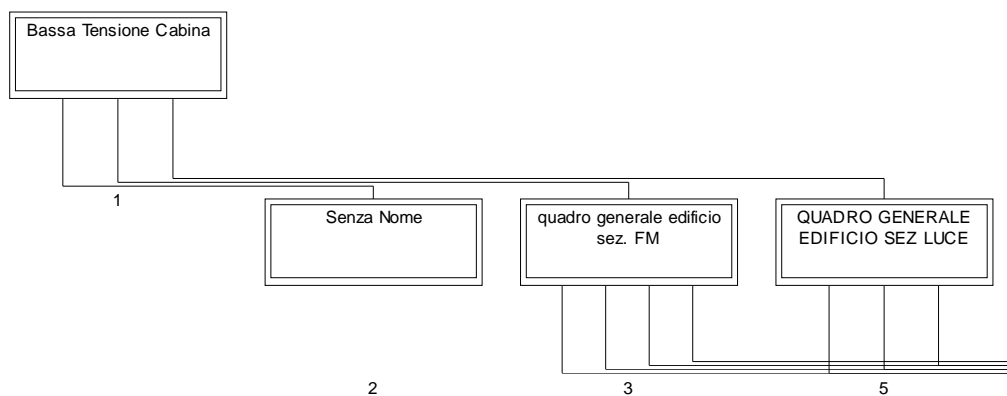 Bassa Tensione Cabina
1
Senza Nome
quadro generale edificio
sez. FM
QUADRO GENERALE
EDIFICIO SEZ LUCE
2
3
5